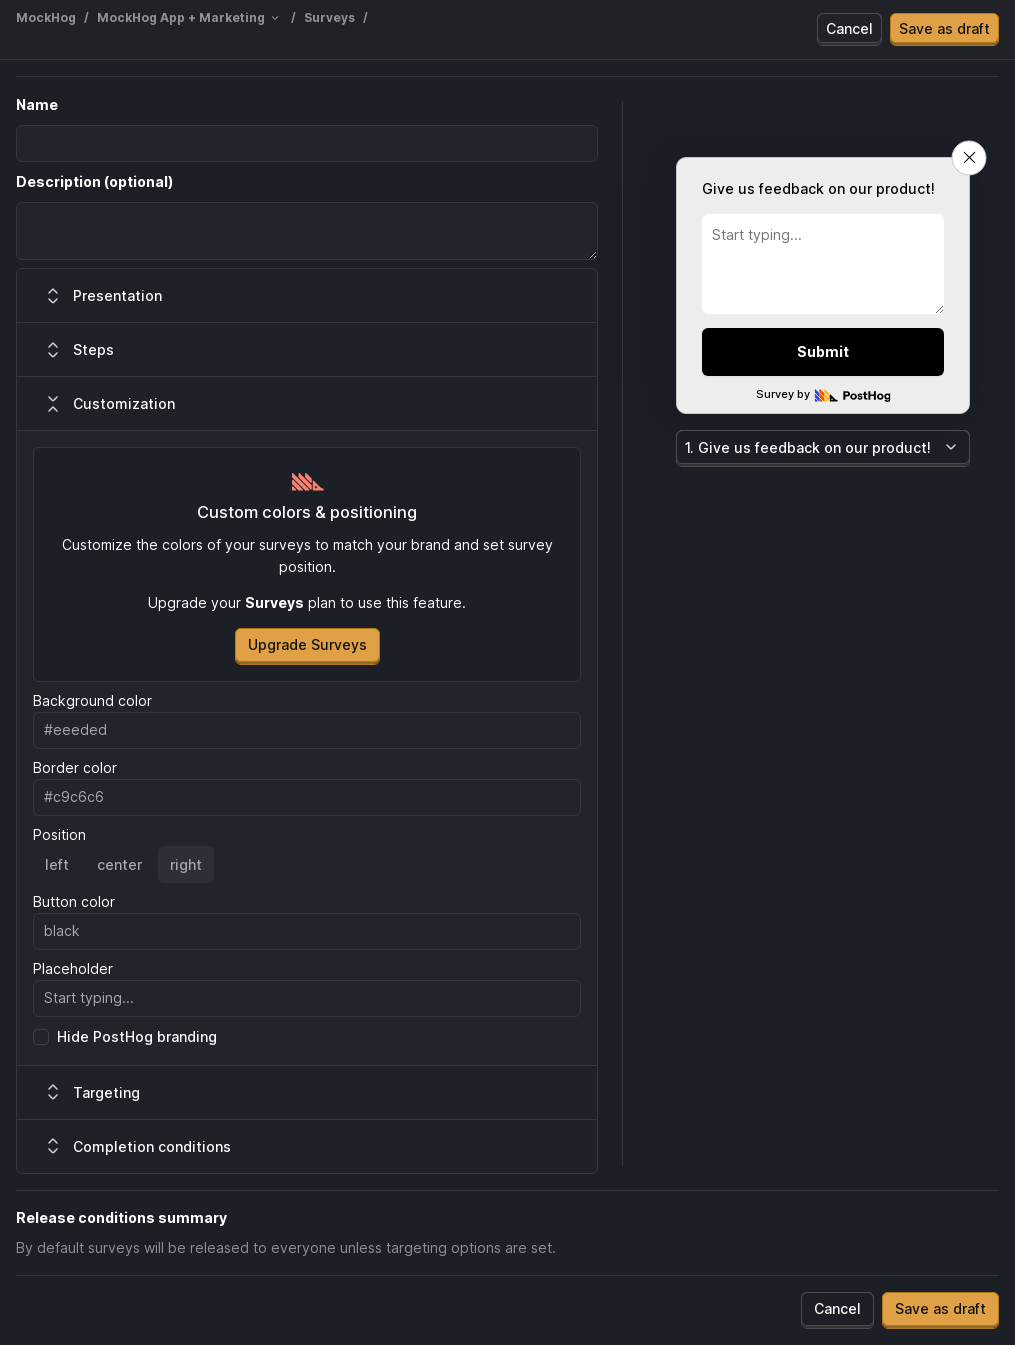 MockHog / MockHog App + Marketing / Surveys /
Cancel
Save as draft
Name
Description (optional)
Presentation
Steps
Customization
Custom colors & positioning
Customize the colors of your surveys to match your brand and set survey
position.
Upgrade your Surveys plan to use this feature.
Upgrade Surveys
Background color
#eeeded
Border color
#c9c6c6
Position
left center right
Button color
black
Placeholder
Start typing...
Hide PostHog branding
Targeting
Completion conditions
Give us feedback on our product!
Start typing...
Submit
Survey by PostHog
1. Give us feedback on our product!
Release conditions summary
By default surveys will be released to everyone unless targeting options are set.
Cancel
Save as draft